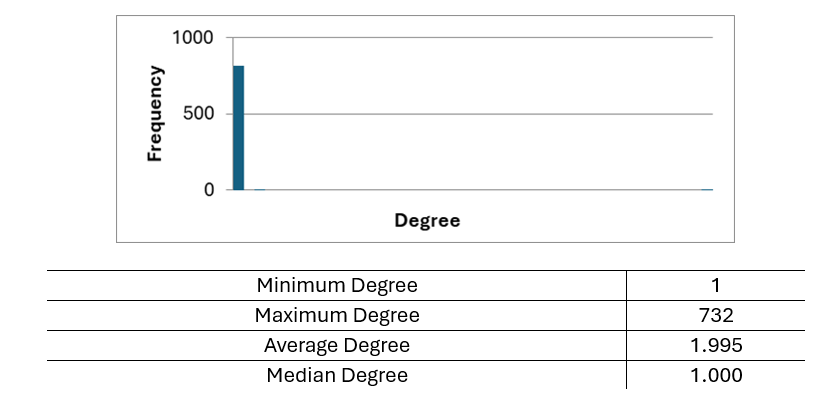 1000
500
0
Frequency
Degree
Minimum Degree 1
Maximum Degree 732
Average Degree 1.995
Median Degree 1.000